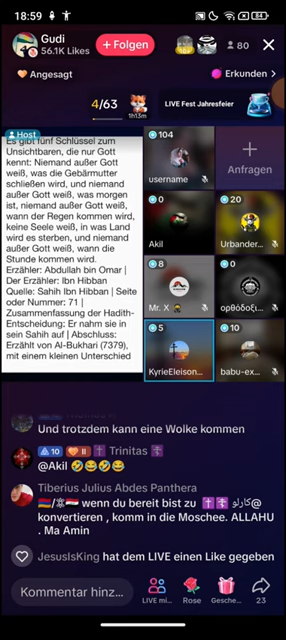 18:59
84
Gudi
56.1K Likes
+ Folgen
80
Angesagt
Erkunden >
4/63
1h13m
LIVE Fest Jahresfeier
Host
Es gibt fünf Schlüssel zum
Unsichtbaren, die nur Gott
kennt: Niemand außer Gott
weiß, was die Gebärmutter
schließen wird, und niemand
außer Gott weiß, was morgen
ist, niemand außer Gott weiß,
wann der Regen kommen wird,
keine Seele weiß, in was Land
wird es sterben, und niemand
außer Gott weiß, wann die
Stunde kommen wird.
Erzähler: Abdullah bin Omar |
Der Erzähler: Ibn Hibban
Quelle: Sahih Ibn Hibban | Seite
oder Nummer: 71 |
Zusammenfassung der Hadith-
Entscheidung: Er nahm sie in
sein Sahih auf | Abschluss:
Erzählt von Al-Bukhari (7379),
mit einem kleinen Unterschied
104
username
Anfragen
0
Akil
20
Urbander...
8
Mr. X
0
ορθόδοξι...
5
KyrieEleison...
10
babu-ex...
Und trotzdem kann eine Wolke kommen
10 II ✝️ Trinitas ☦️
@Akil 🤣😂🤣😂
Tiberius Julius Abdes Panthera
🇦🇲/🇪🇬 wenn du bereit bist zu ✝️☦️ کارلو@
konvertieren , komm in die Moschee. ALLAHU
. Ma Amin
JesusIsKing hat dem LIVE einen Like gegeben
Kommentar hinz...
LIVE mi...
Rose
Gesche...
23